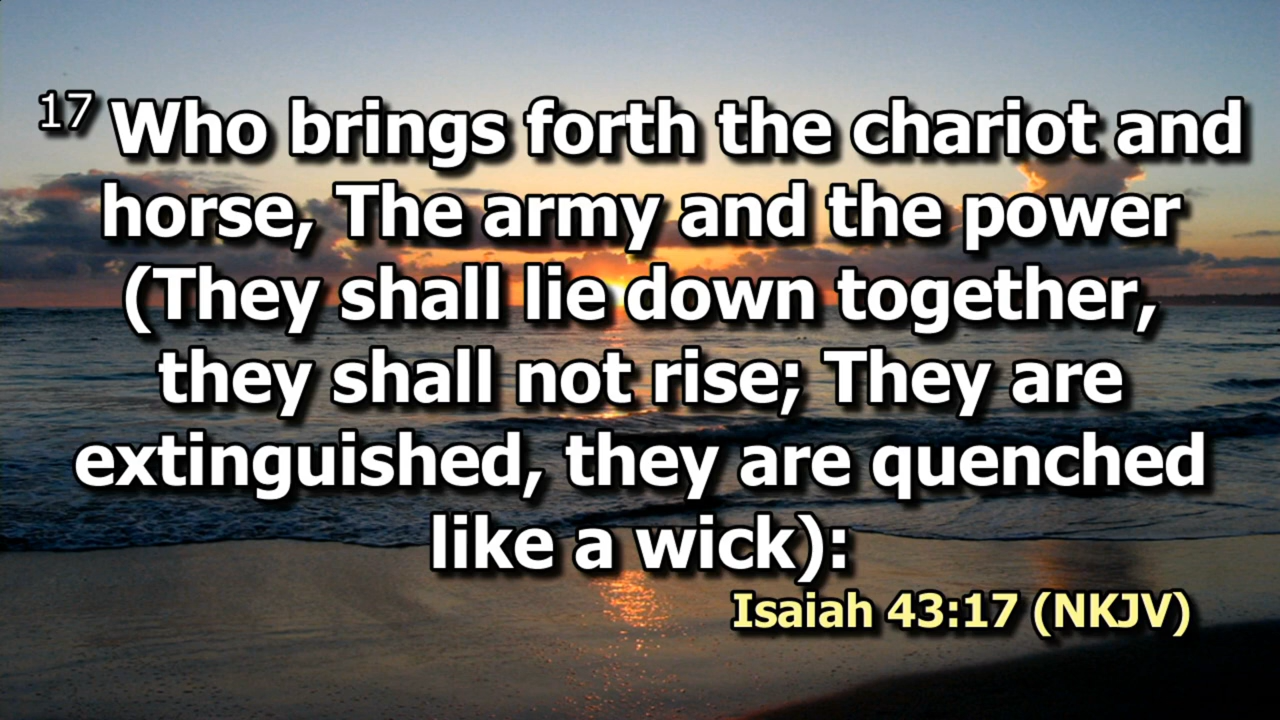 17 Who brings forth the chariot and
horse, The army and the power
(They shall lie down together,
they shall not rise; They are
extinguished, they are quenched
like a wick):
Isaiah 43:17 (NKJV)